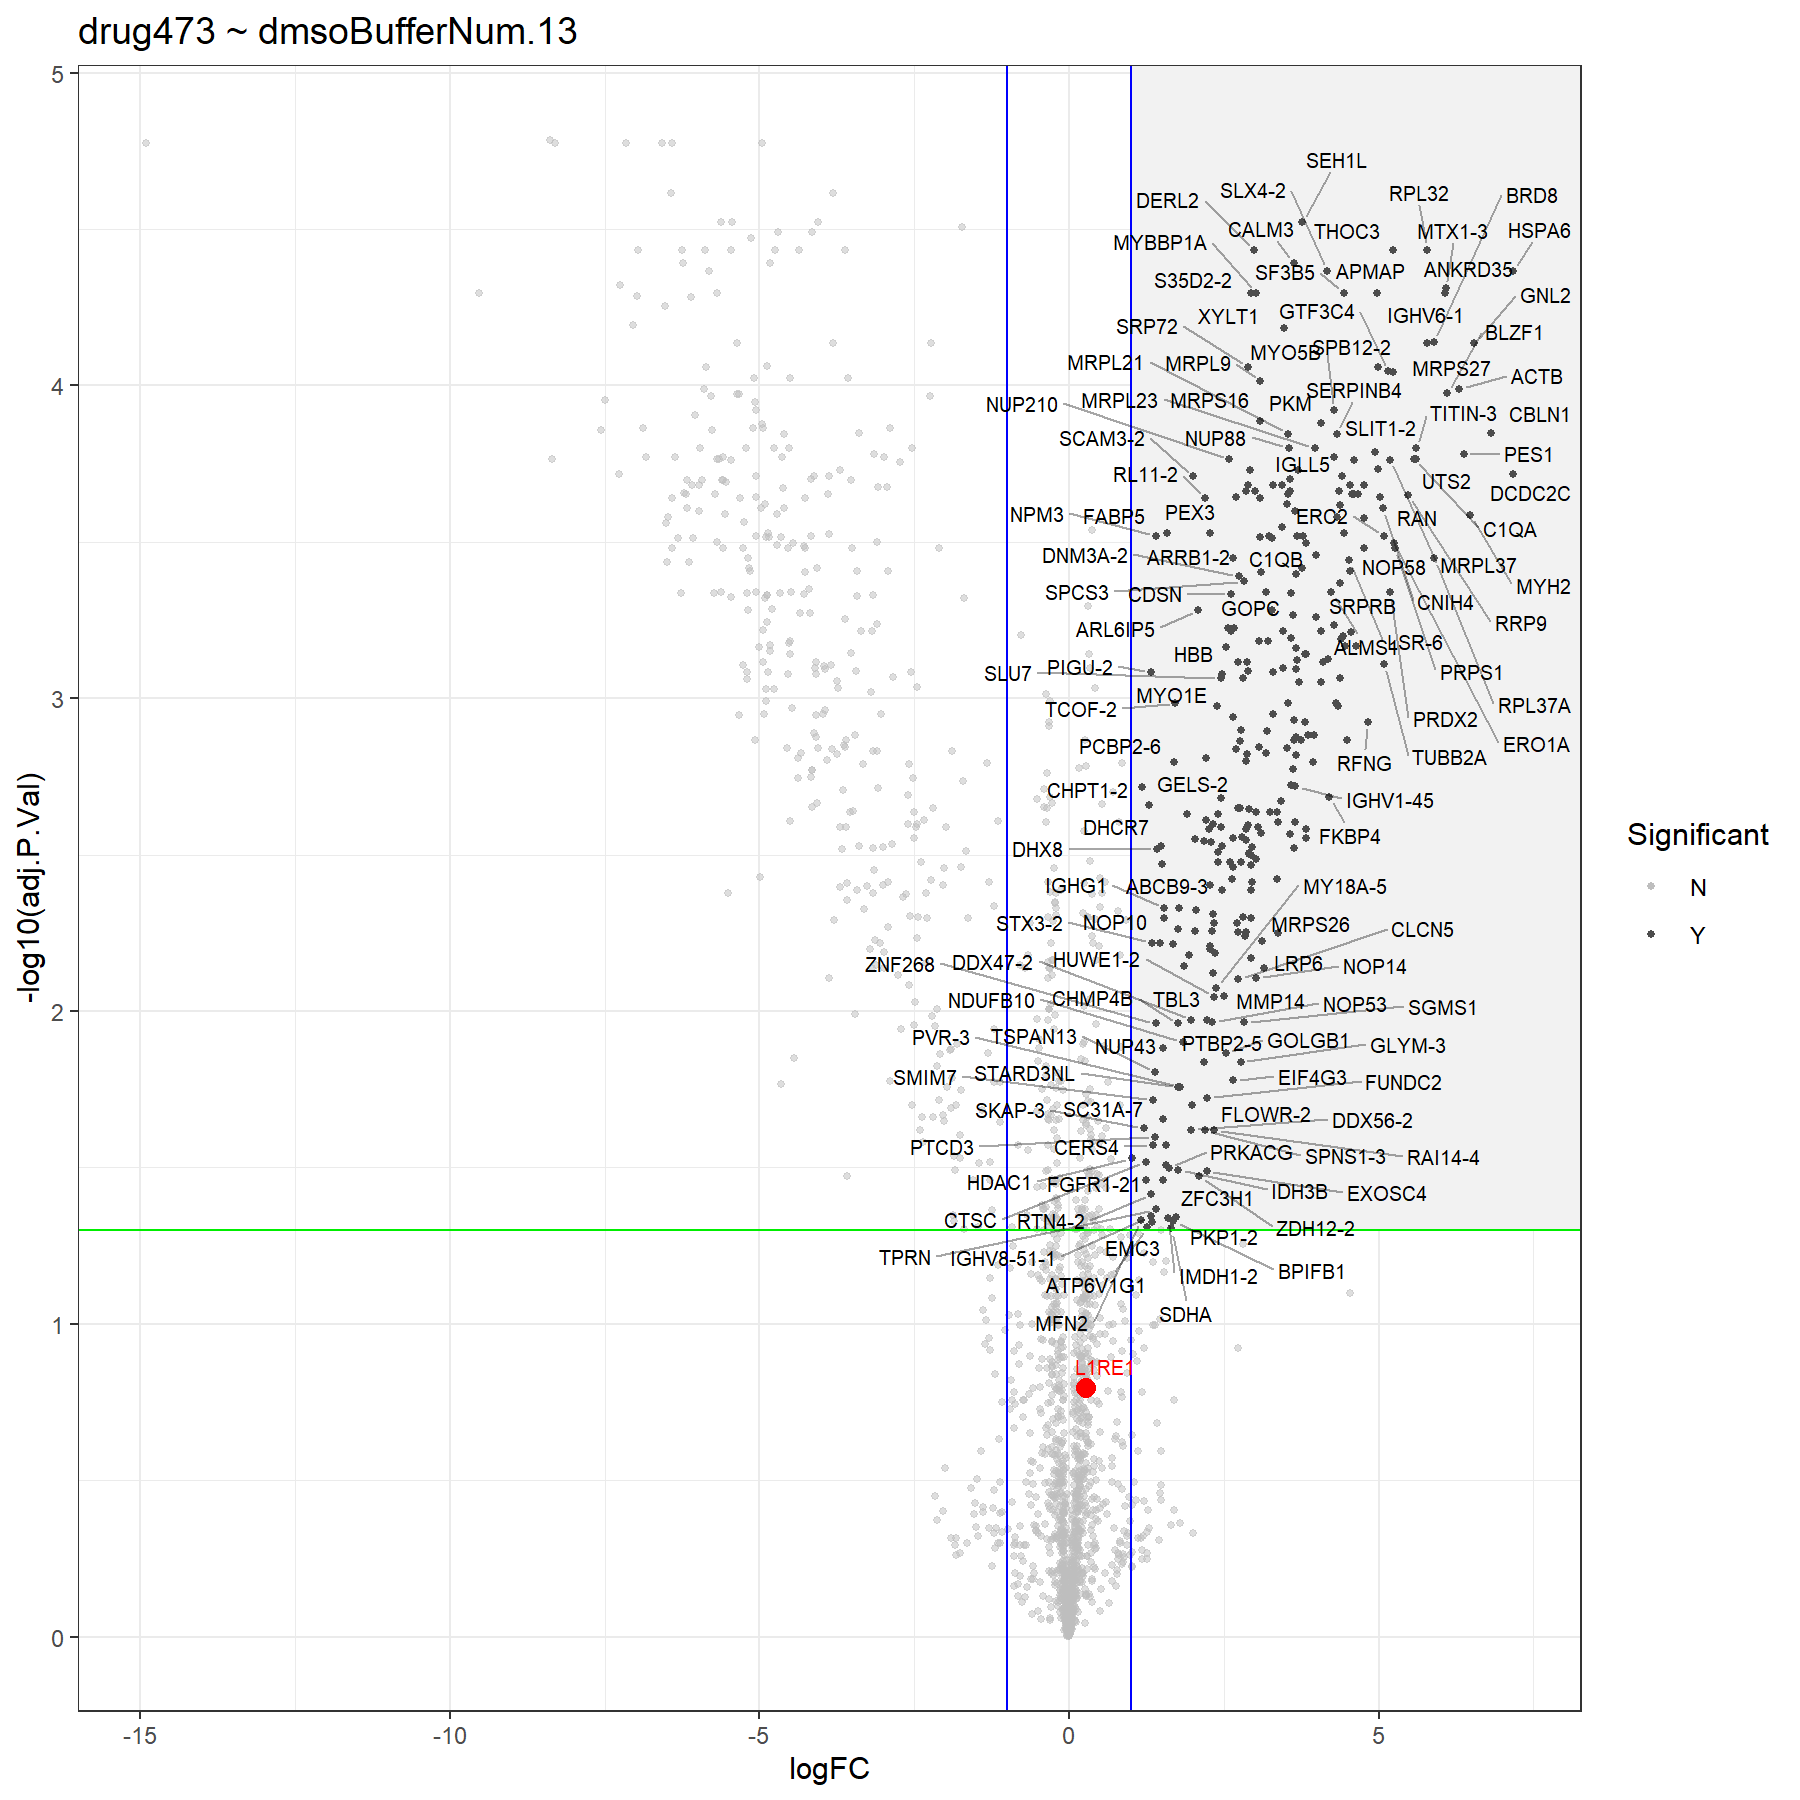 drug473 ~ dmsoBufferNum.13
5
4
3
2
1
0
-log10(adj.P.Val)
SEH1L
SLX4-2
RPL32
BRD8
DERL2
CALM3
THOC3
MTX1-3
HSPA6
MYBBP1A
SF3B5
APMAP
ANKRD35
S35D2-2
GNL2
XYLT1
GTF3C4
IGHV6-1
SRP72
BLZF1
MYO5B
SPB12-2
MRPL21
MRPL9
MRPS27
ACTB
SERPINB4
NUP210
MRPL23
MRPS16
PKM
TITIN-3
CBLN1
SCAM3-2
NUP88
SLIT1-2
PES1
RL11-2
IGLL5
UTS2
DCDC2C
NPM3
FABP5
PEX3
ERO2
RAN
C1QA
DNM3A-2
ARRB1-2
C1QB
NOP58
MRPL37
SPCS3
CDSN
MYH2
GOPC
SRPRB
CNIH4
ARL6IP5
RRP9
HBB
ALMS1
LSR-6
SLU7
PIGU-2
PRPS1
MYO1E
TCOF-2
RPL37A
PRDX2
PCBP2-6
ERO1A
RFNG
TUBB2A
CHPT1-2
GELS-2
IGHV1-45
DHCR7
FKBP4
DHX8
IGHG1
ABCB9-3
MY18A-5
STX3-2
NOP10
MRPS26
CLCN5
ZNF268
DDX47-2
HUWE1-2
LRP6
NOP14
NDUFB10
CHMP4B
TBL3
MMP14
NOP53
SGMS1
PVR-3
TSPAN13
NUP43
PTBP2-5
GOLGB1
GLYM-3
SMIM7
STARD3NL
EIF4G3
FUNDC2
SKAP-3
SC31A-7
FLOWR-2
DDX56-2
PTCD3
CERS4
PRKACG
SPNS1-3
RAI14-4
HDAC1
FGFR1-21
IDH3B
EXOSC4
ZFC3H1
CTSC
RTN4-2
ZDH12-2
PKP1-2
TPRN
IGHV8-51-1
EMC3
ATP6V1G1
IMDH1-2
BPIFB1
MFN2
SDHA
L1RE1
-15
-10
-5
0
5
logFC
Significant
N
Y